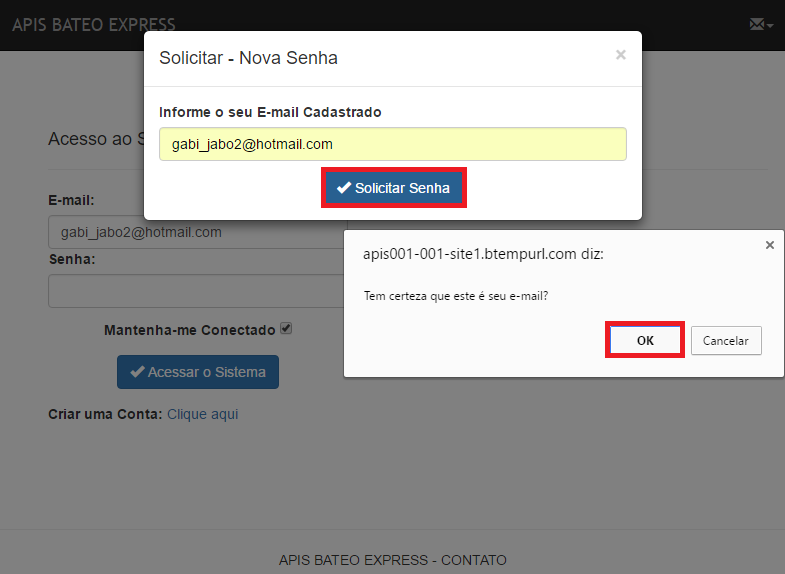 APIS BATEO EXPRESS
Solicitar - Nova Senha
×
Informe o seu E-mail Cadastrado
gabi_jabo2@hotmail.com
Solicitar Senha
Acesso ao S
E-mail:
gabi_jabo2@hotmail.com
Senha:
Mantenha-me Conectado
Acessar o Sistema
Criar uma Conta: Clique aqui
apis001-001-site1.btempurl.com diz:
×
Tem certeza que este é seu e-mail?
OK
Cancelar
APIS BATEO EXPRESS - CONTATO